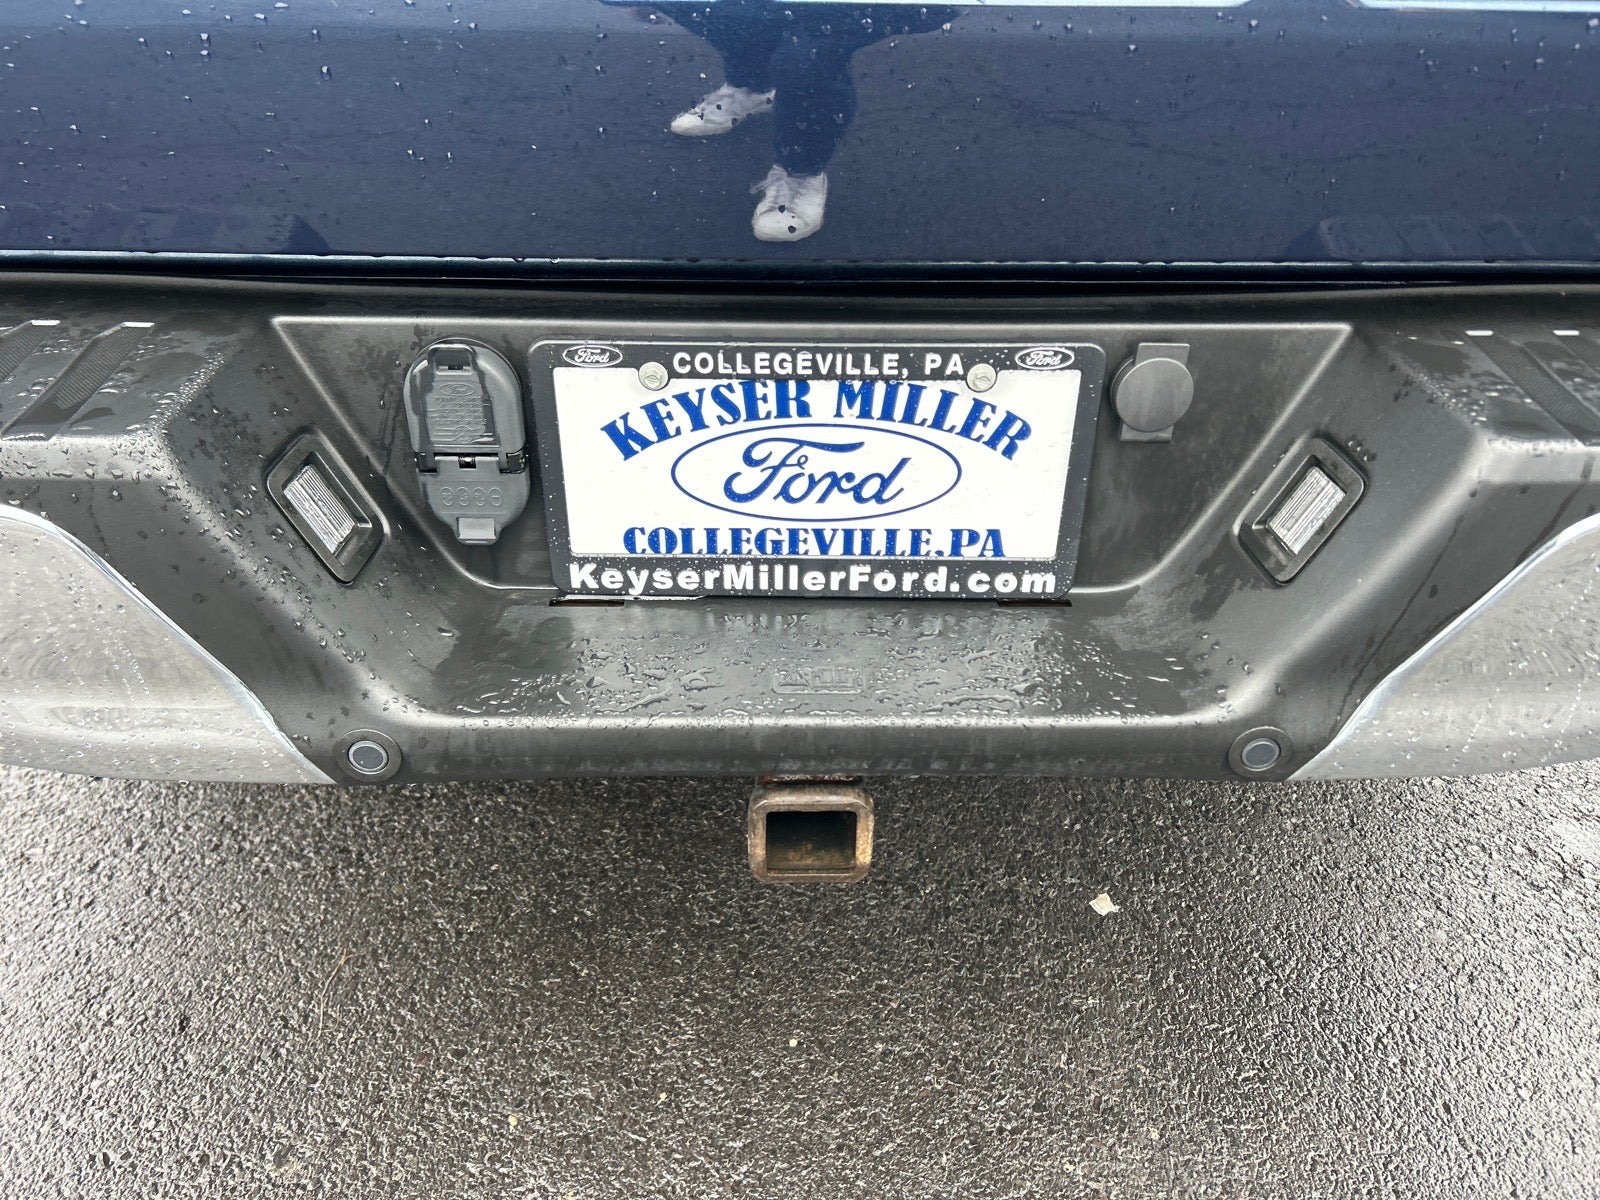 Ford COLLEGEVILLE, PA Ford
KEYSER MILLER
Ford
COLLEGEVILLE, PA
KeyserMillerFord.com